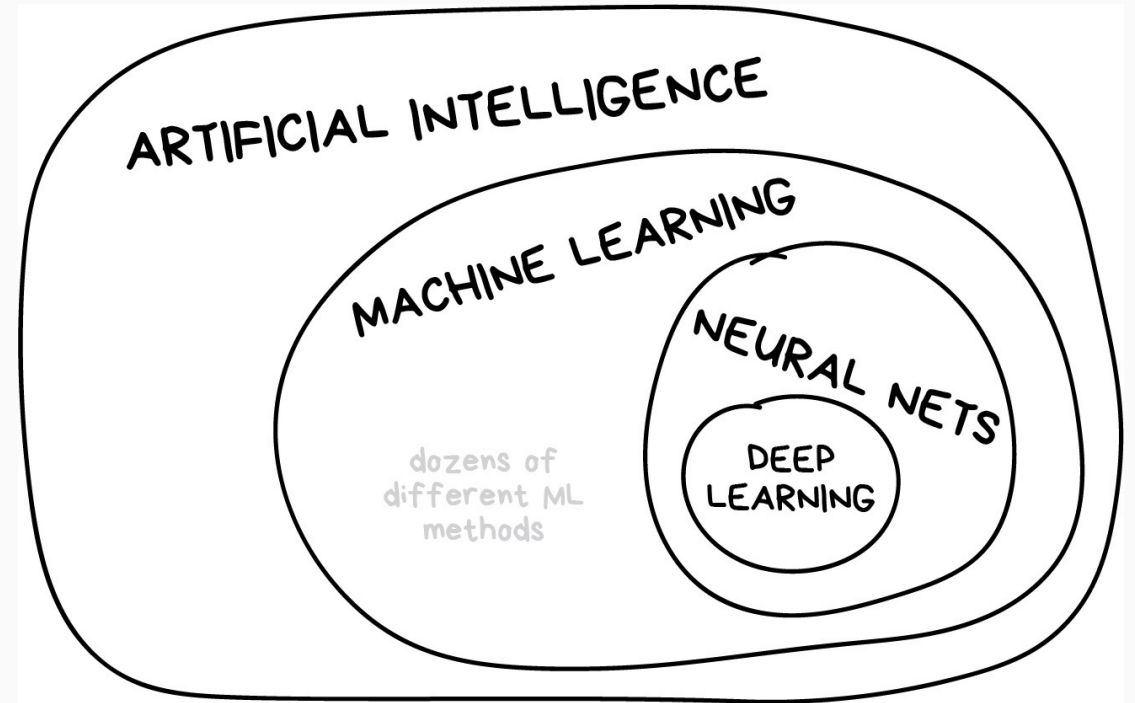 ARTIFICIAL INTELLIGENCE
MACHINE LEARNING
NEURAL NETS
dozens of
different ML
methods
DEEP
LEARNING